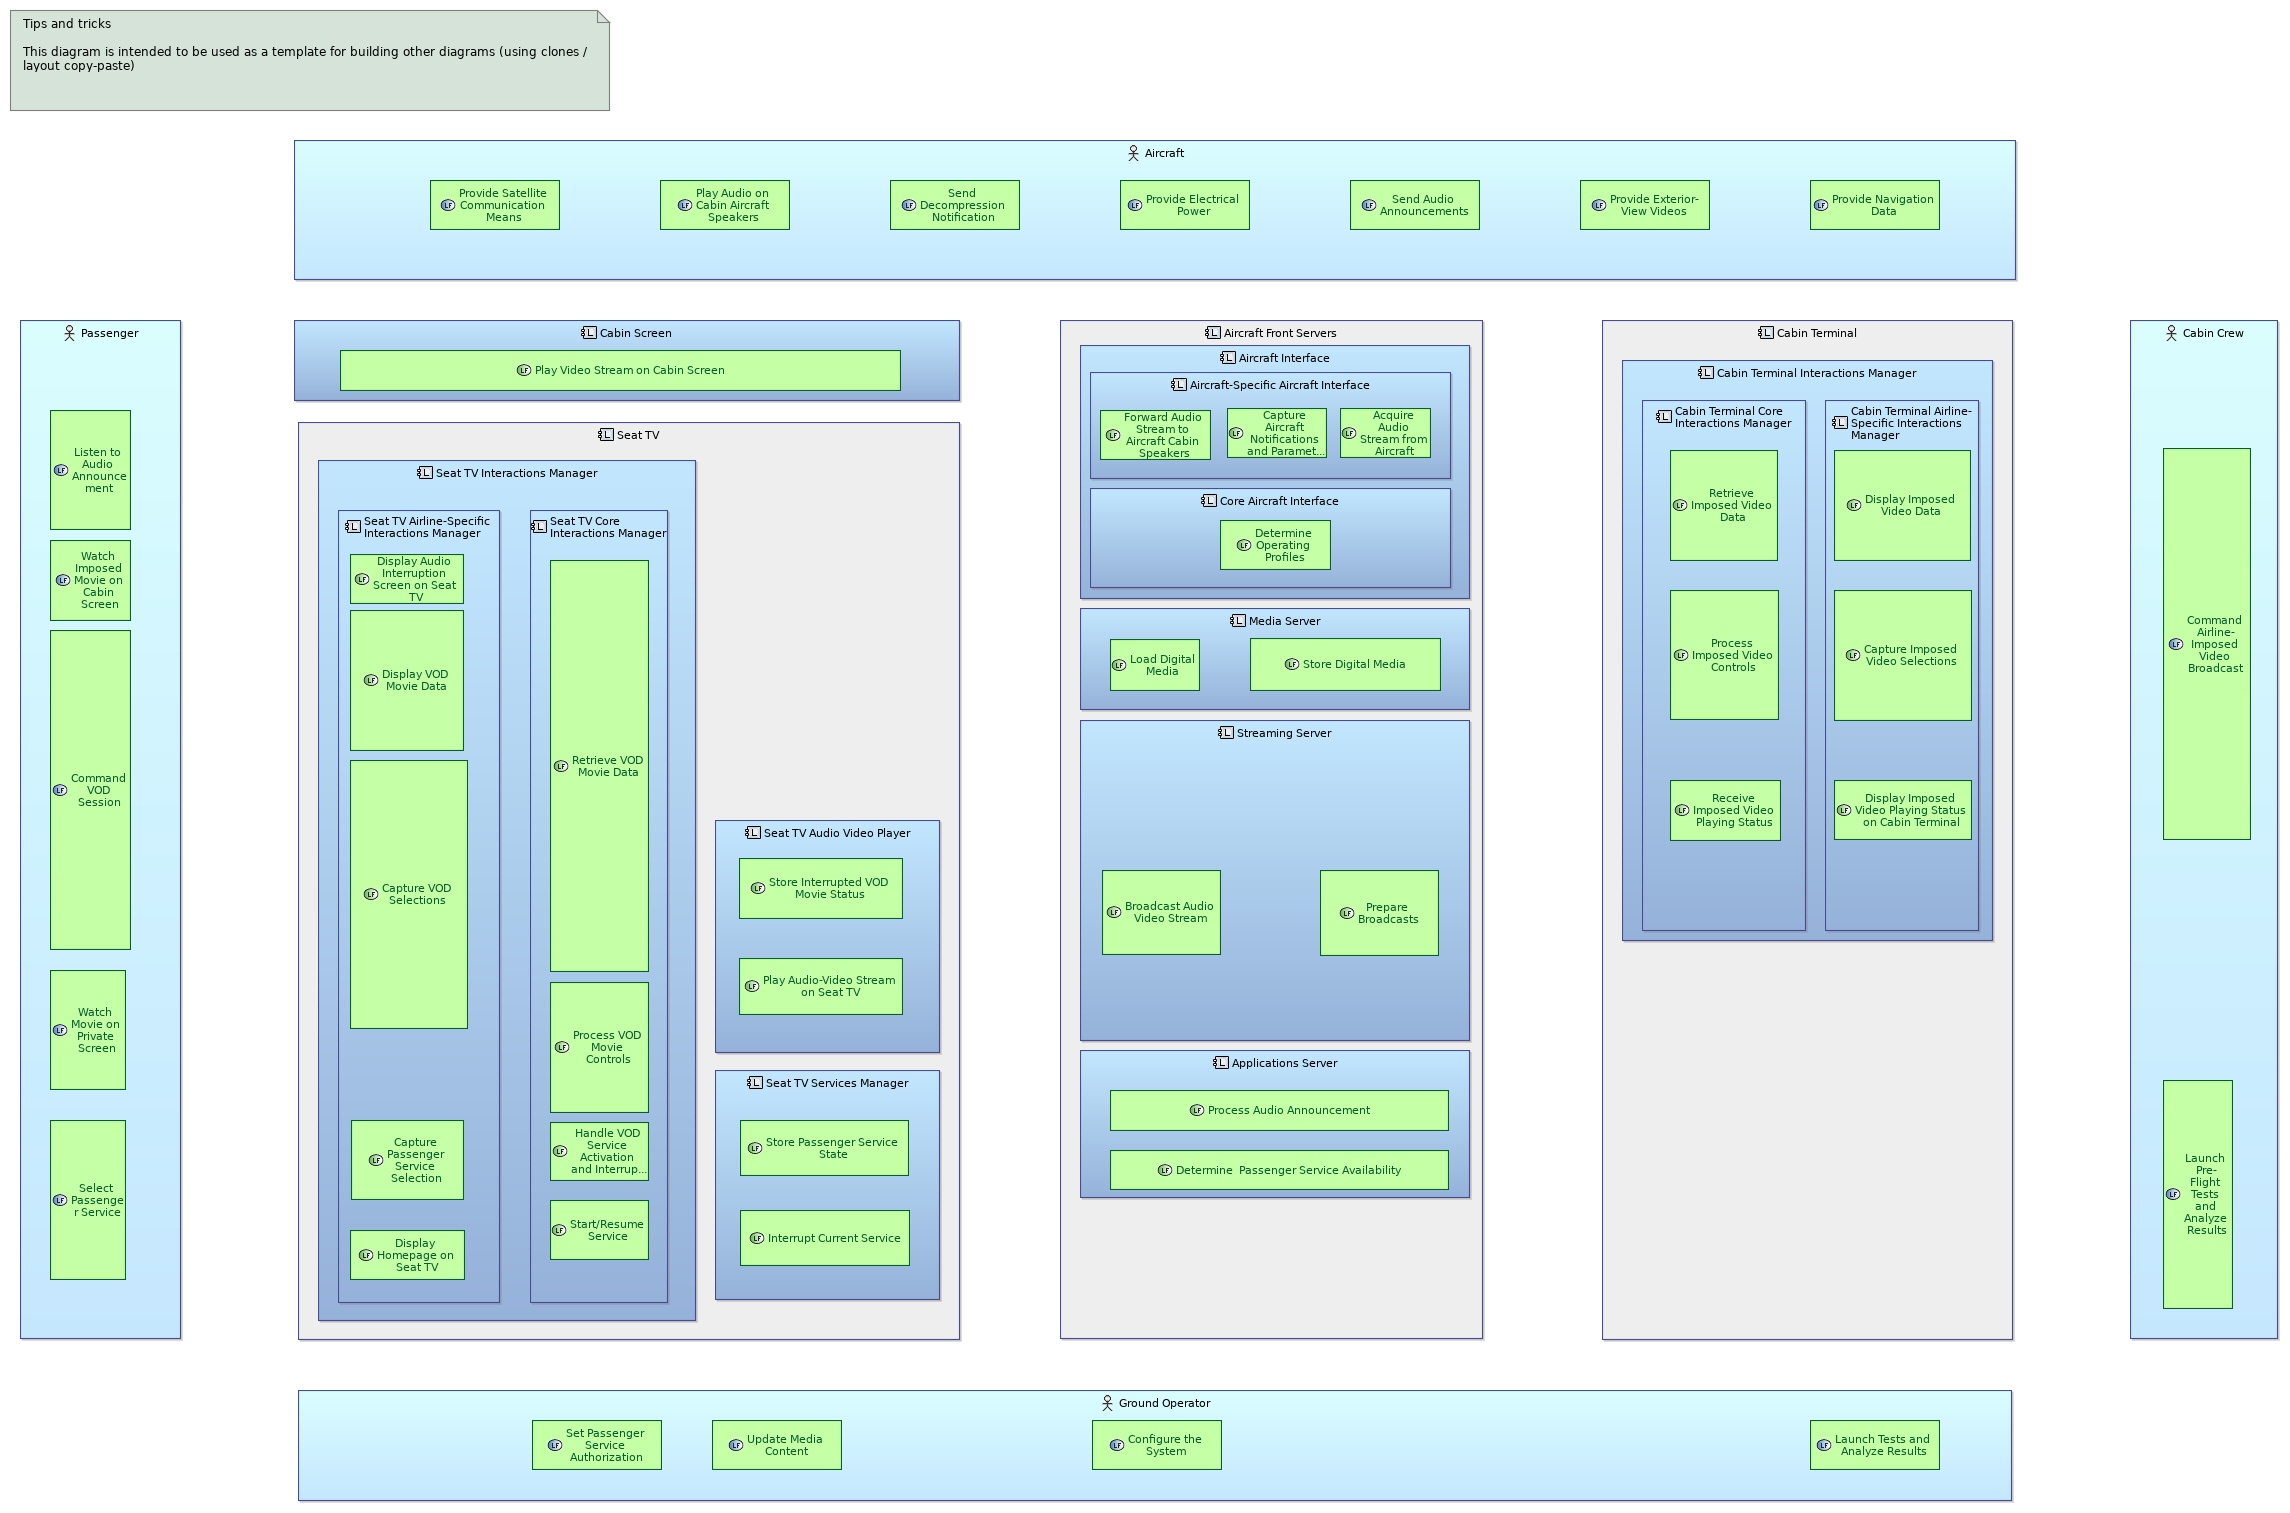 Tips and tricks
This diagram is intended to be used as a template for building other diagrams (using clones /
layout copy-paste)
Aircraft
Provide Satellite
Communication
Means
Play Audio on
Cabin Aircraft
Speakers
Send
Decompression
Notification
Provide Electrical
Power
Send Audio
Announcements
Provide Exterior-
View Videos
Provide Navigation
Data
Passenger
Listen to
Audio
Announce
ment
Watch
Imposed
Movie on
Cabin
Screen
Command
VOD
Session
Watch
Movie on
Private
Screen
Select
Passenge
r Service
Cabin Screen
Play Video Stream on Cabin Screen
Seat TV
Seat TV Interactions Manager
Seat TV Airline-Specific
Interactions Manager
Display Audio
Interruption
Screen on Seat
TV
Display VOD
Movie Data
Capture VOD
Selections
Capture
Passenger
Service
Selection
Display
Homepage on
Seat TV
Seat TV Core
Interactions Manager
Retrieve VOD
Movie Data
Process VOD
Movie
Controls
Handle VOD
Service
Activation
and Interrup...
Start/Resume
Service
Seat TV Audio Video Player
Store Interrupted VOD
Movie Status
Play Audio-Video Stream
on Seat TV
Seat TV Services Manager
Store Passenger Service
State
Interrupt Current Service
Aircraft Front Servers
Aircraft Interface
Aircraft-Specific Aircraft Interface
Forward Audio
Stream to
Aircraft Cabin
Speakers
Capture
Aircraft
Notifications
and Paramet...
Acquire
Audio
Stream from
Aircraft
Core Aircraft Interface
Determine
Operating
Profiles
Media Server
Load Digital
Media
Store Digital Media
Streaming Server
Broadcast Audio
Video Stream
Prepare
Broadcasts
Applications Server
Process Audio Announcement
Determine  Passenger Service Availability
Cabin Terminal
Cabin Terminal Interactions Manager
Cabin Terminal Core
Interactions Manager
Retrieve
Imposed Video
Data
Process
Imposed Video
Controls
Receive
Imposed Video
Playing Status
Cabin Terminal Airline-
Specific Interactions
Manager
Display Imposed
Video Data
Capture Imposed
Video Selections
Display Imposed
Video Playing Status
on Cabin Terminal
Cabin Crew
Command
Airline-
Imposed
Video
Broadcast
Launch
Pre-
Flight
Tests
and
Analyze
Results
Ground Operator
Set Passenger
Service
Authorization
Update Media
Content
Configure the
System
Launch Tests and
Analyze Results